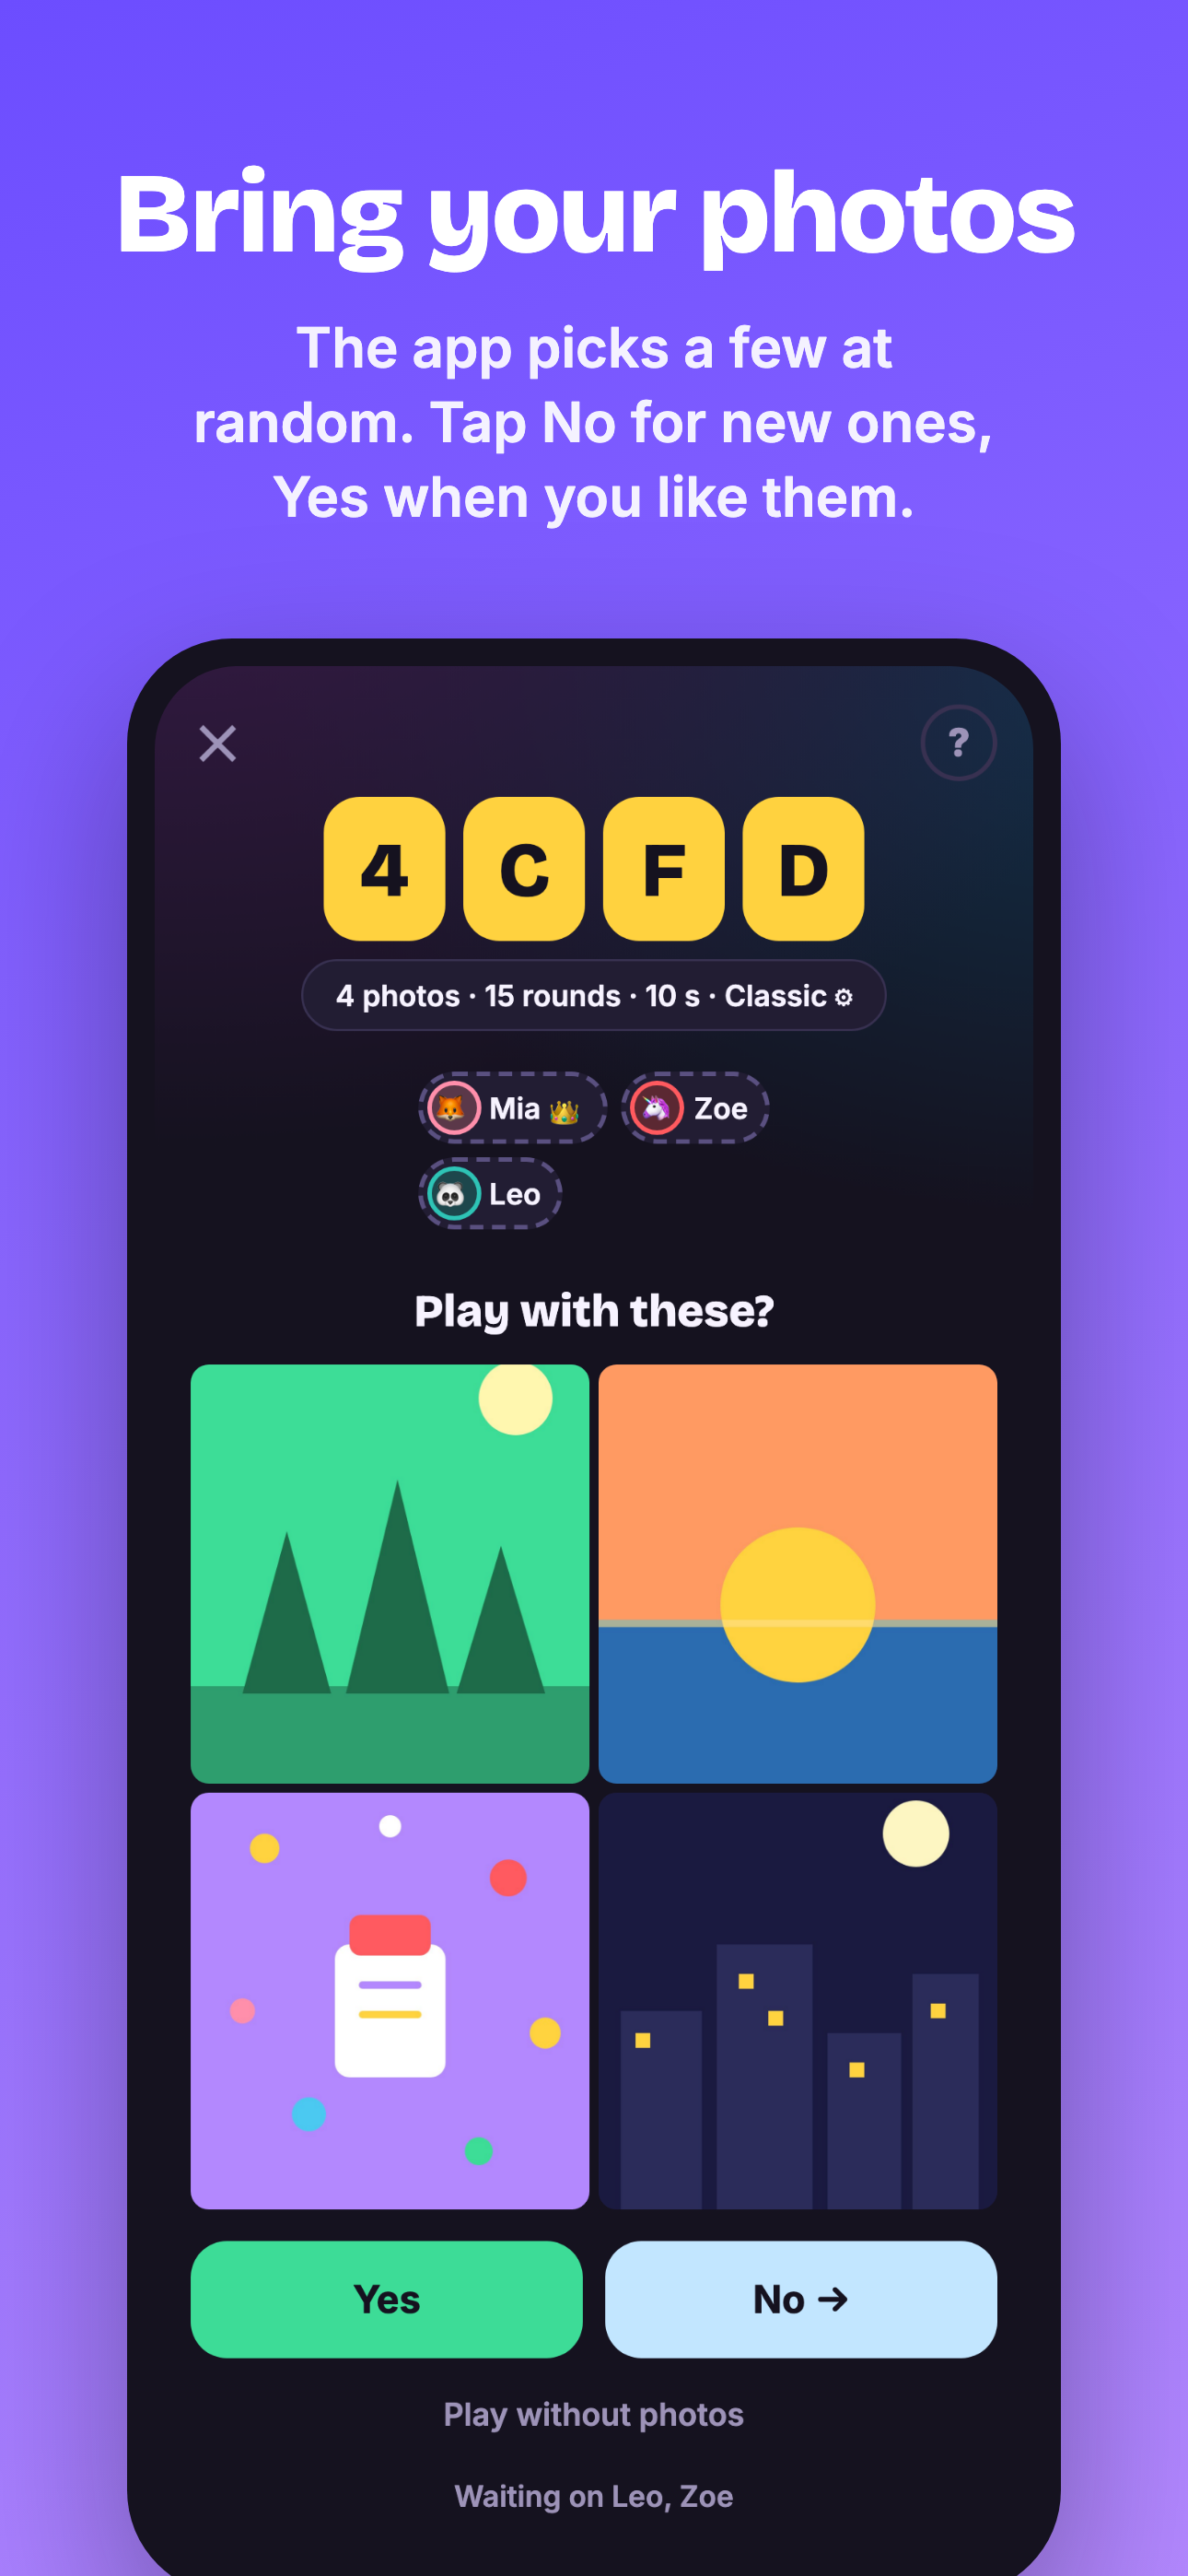 Bring your photos
The app picks a few at
random. Tap No for new ones,
Yes when you like them.
?
4 C F D
4 photos · 15 rounds · 10 s · Classic ⚙
Mia 👑 Zoe
Leo
Play with these?
Yes No →
Play without photos
Waiting on Leo, Zoe